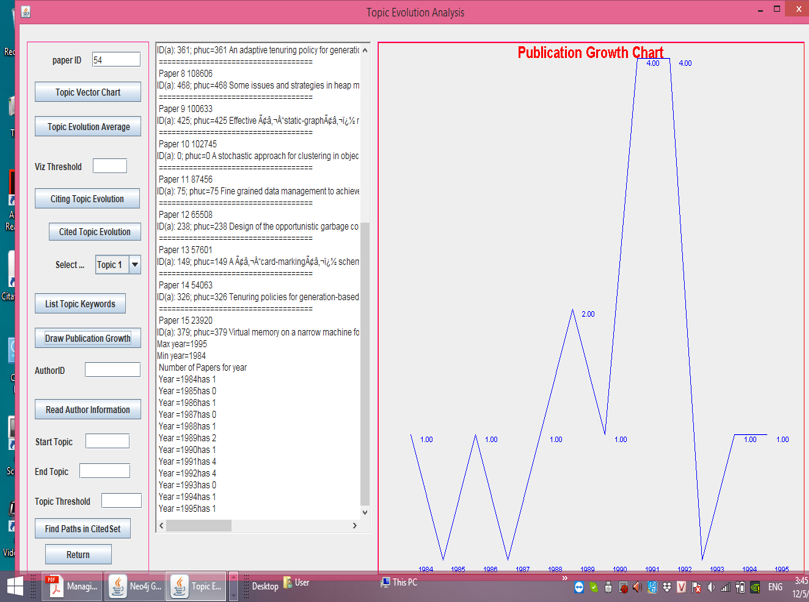 Topic Evolution Analysis
paper ID 54
Topic Vector Chart
Topic Evolution Average
Viz Threshold
Citing Topic Evolution
Cited Topic Evolution
Select ... Topic 1
List Topic Keywords
Draw Publication Growth
AuthorID
Read Author Information
Start Topic
End Topic
Topic Threshold
Find Paths in CitedSet
Return
ID(a): 361; phuc=361 An adaptive tenuring policy for generatio
====================================
Paper 8 108606
ID(a): 468; phuc=468 Some issues and strategies in heap m
====================================
Paper 9 100633
ID(a): 425; phuc=425 Effective Ã¢â‚¬Å“static-graphÃ¢â‚¬ï¿½ r
====================================
Paper 10 102745
ID(a): 0; phuc=0 A stochastic approach for clustering in objec
====================================
Paper 11 87456
ID(a): 75; phuc=75 Fine grained data management to achieve
====================================
Paper 12 65508
ID(a): 238; phuc=238 Design of the opportunistic garbage co
====================================
Paper 13 57601
ID(a): 149; phuc=149 A Ã¢â‚¬Å“card-markingÃ¢â‚¬ï¿½ schem
====================================
Paper 14 54063
ID(a): 326; phuc=326 Tenuring policies for generation-based
====================================
Paper 15 23920
ID(a): 379; phuc=379 Virtual memory on a narrow machine fo
Max year=1995
Min year=1984
Number of Papers for year
Year =1984has 1
Year =1985has 0
Year =1986has 1
Year =1987has 0
Year =1988has 1
Year =1989has 2
Year =1990has 1
Year =1991has 4
Year =1992has 4
Year =1993has 0
Year =1994has 1
Year =1995has 1
Publication Growth Chart
4.00 4.00
2.00
1.00 1.00 1.00 1.00 1.00 1.00
1984 1985 1986 1987 1988 1989 1990 1991 1992 1993 1994 1995
Managi... Neo4j G... Topic E... Desktop User This PC ENG 3:45
12/5/